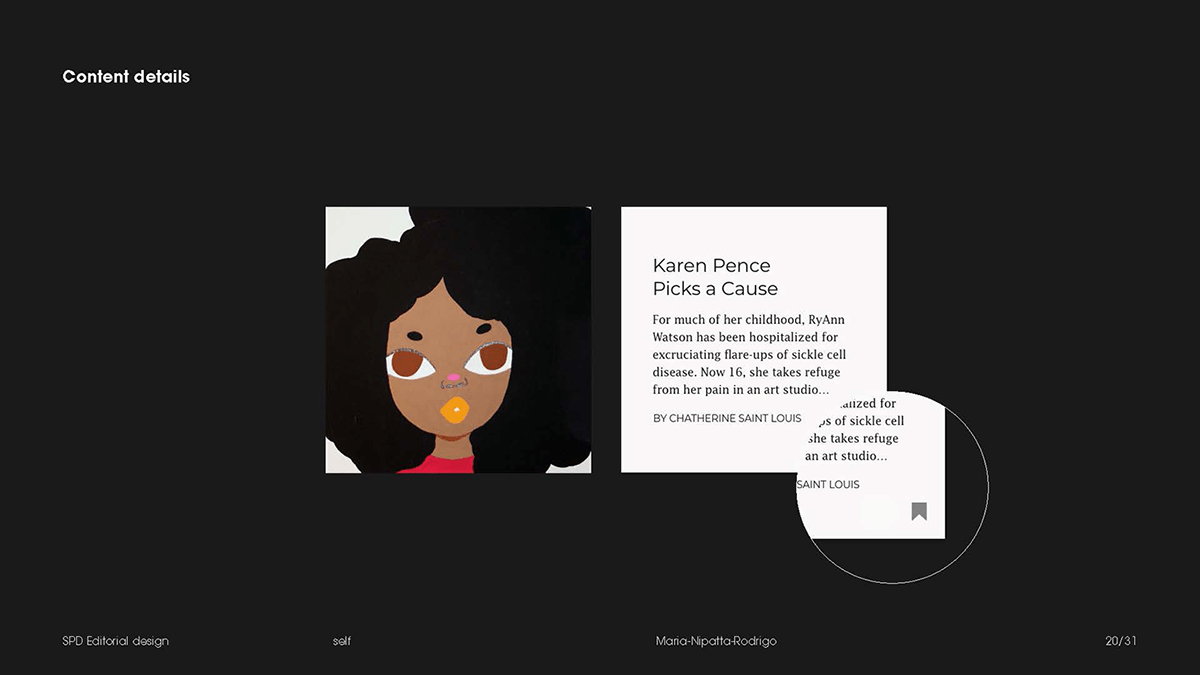 Content details
Karen Pence
Picks a Cause
For much of her childhood, RyAnn
Watson has been hospitalized for
excruciating flare-ups of sickle cell
disease. Now 16, she takes refuge
from her pain in an art studio...
BY CHATHERINE SAINT LOUIS
alized for
ps of sickle cell
she takes refuge
an art studio...
SAINT LOUIS
SPD Editorial design
self
Maria-Nipatta-Rodrigo
20/31